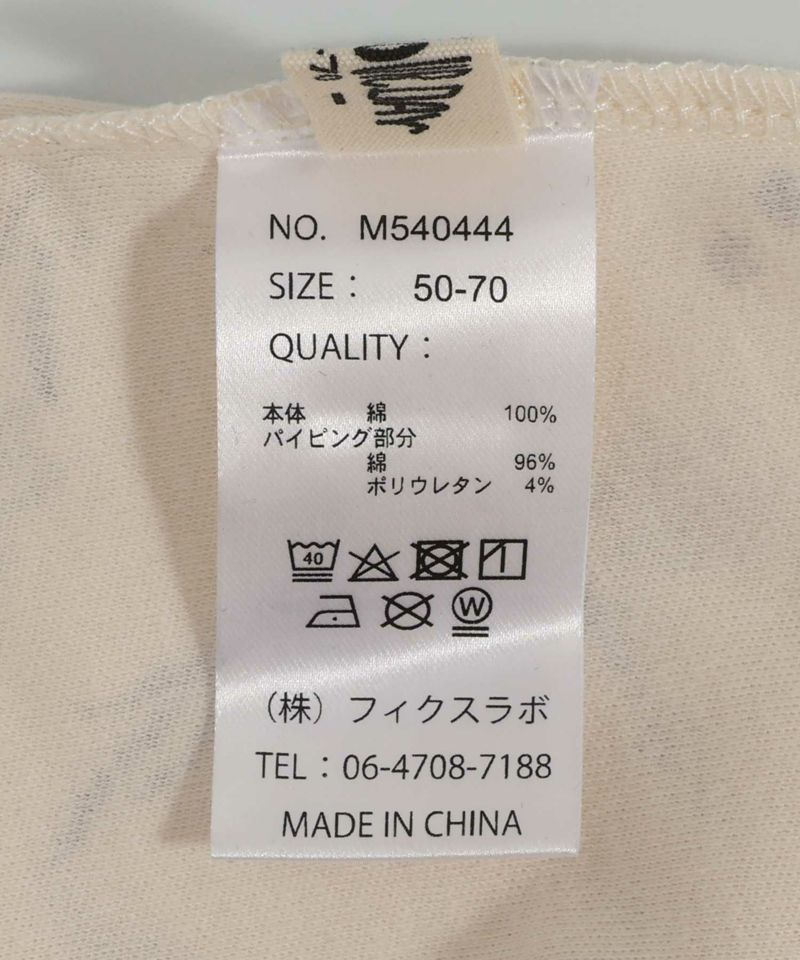 NO. M540444
SIZE： 50-70
QUALITY：
本体 綿 100%
パイピング部分
綿 96%
ポリウレタン 4%
40
W
（株）フィクスラボ
TEL：06-4708-7188
MADE IN CHINA